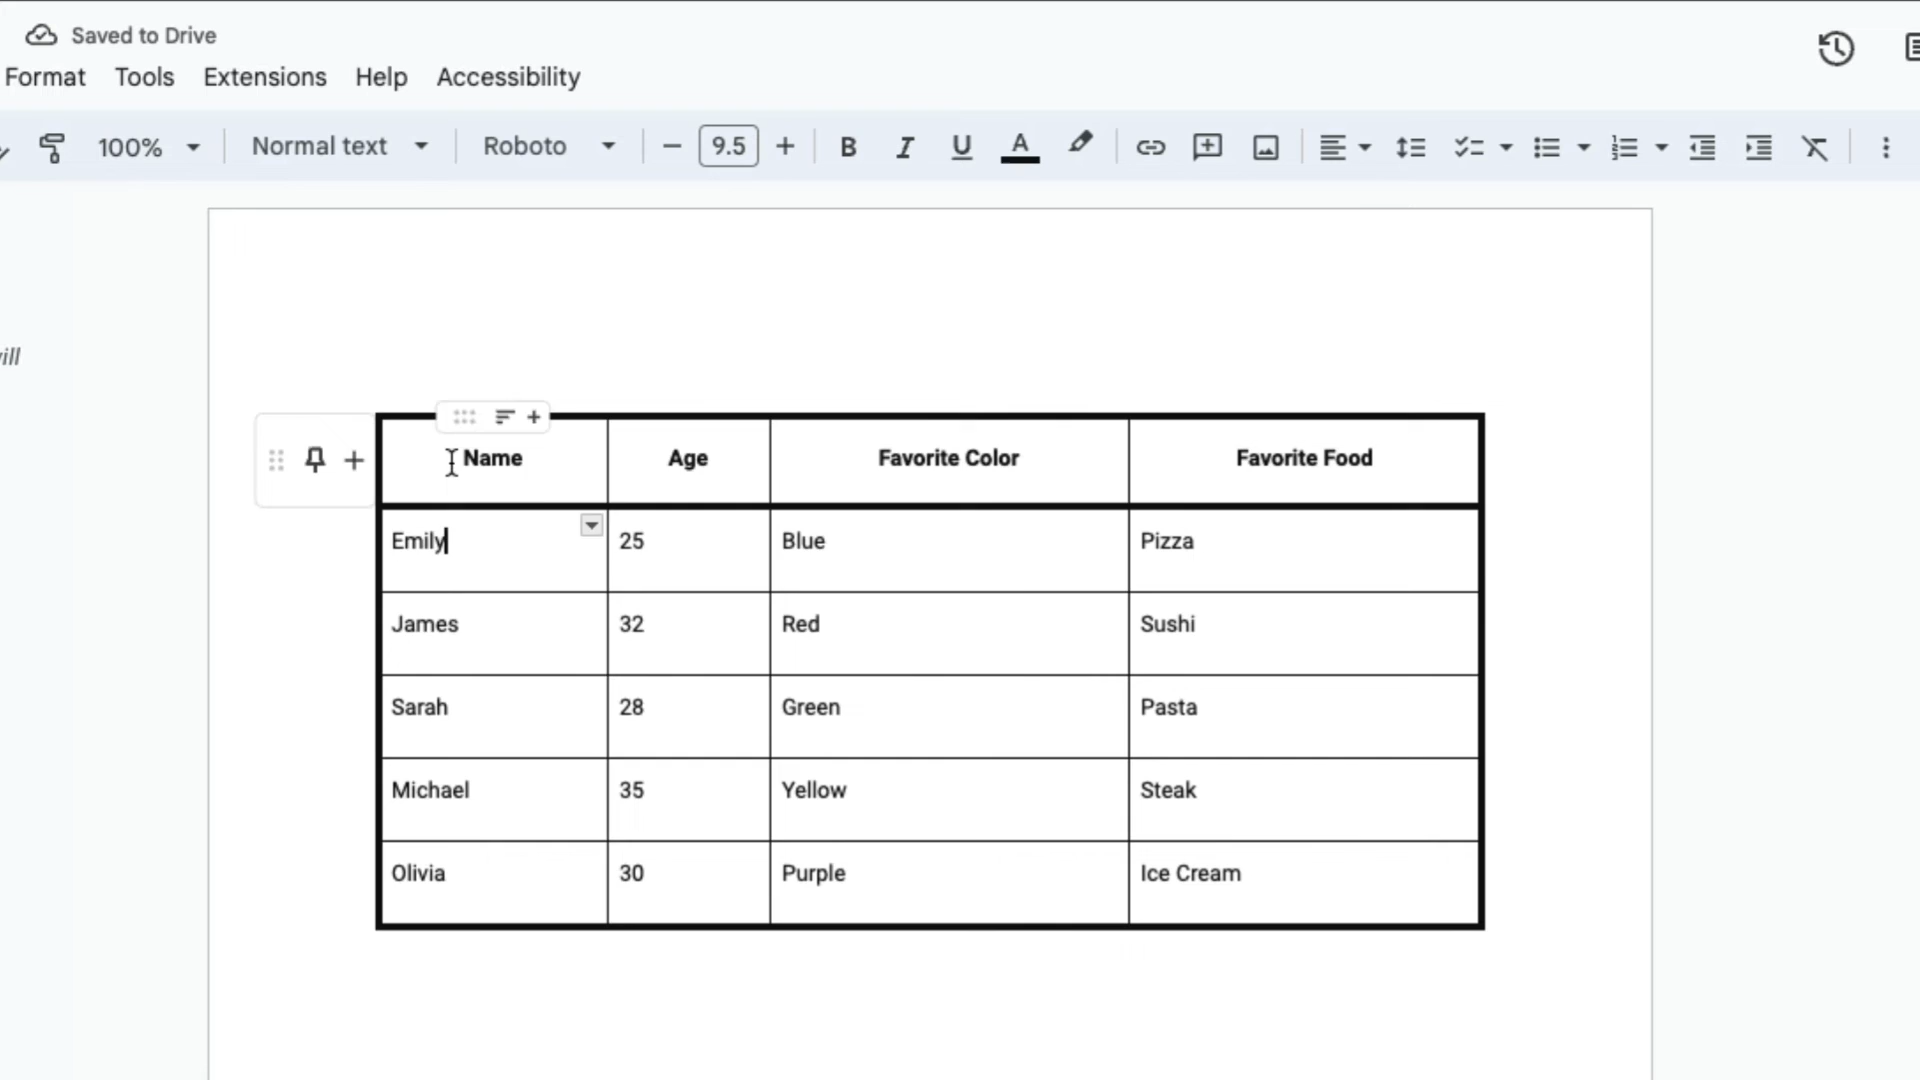 Saved to Drive
Format Tools Extensions Help Accessibility
100% Normal text Roboto 9.5 B I U A
Name Age Favorite Color Favorite Food
Emily 25 Blue Pizza
James 32 Red Sushi
Sarah 28 Green Pasta
Michael 35 Yellow Steak
Olivia 30 Purple Ice Cream